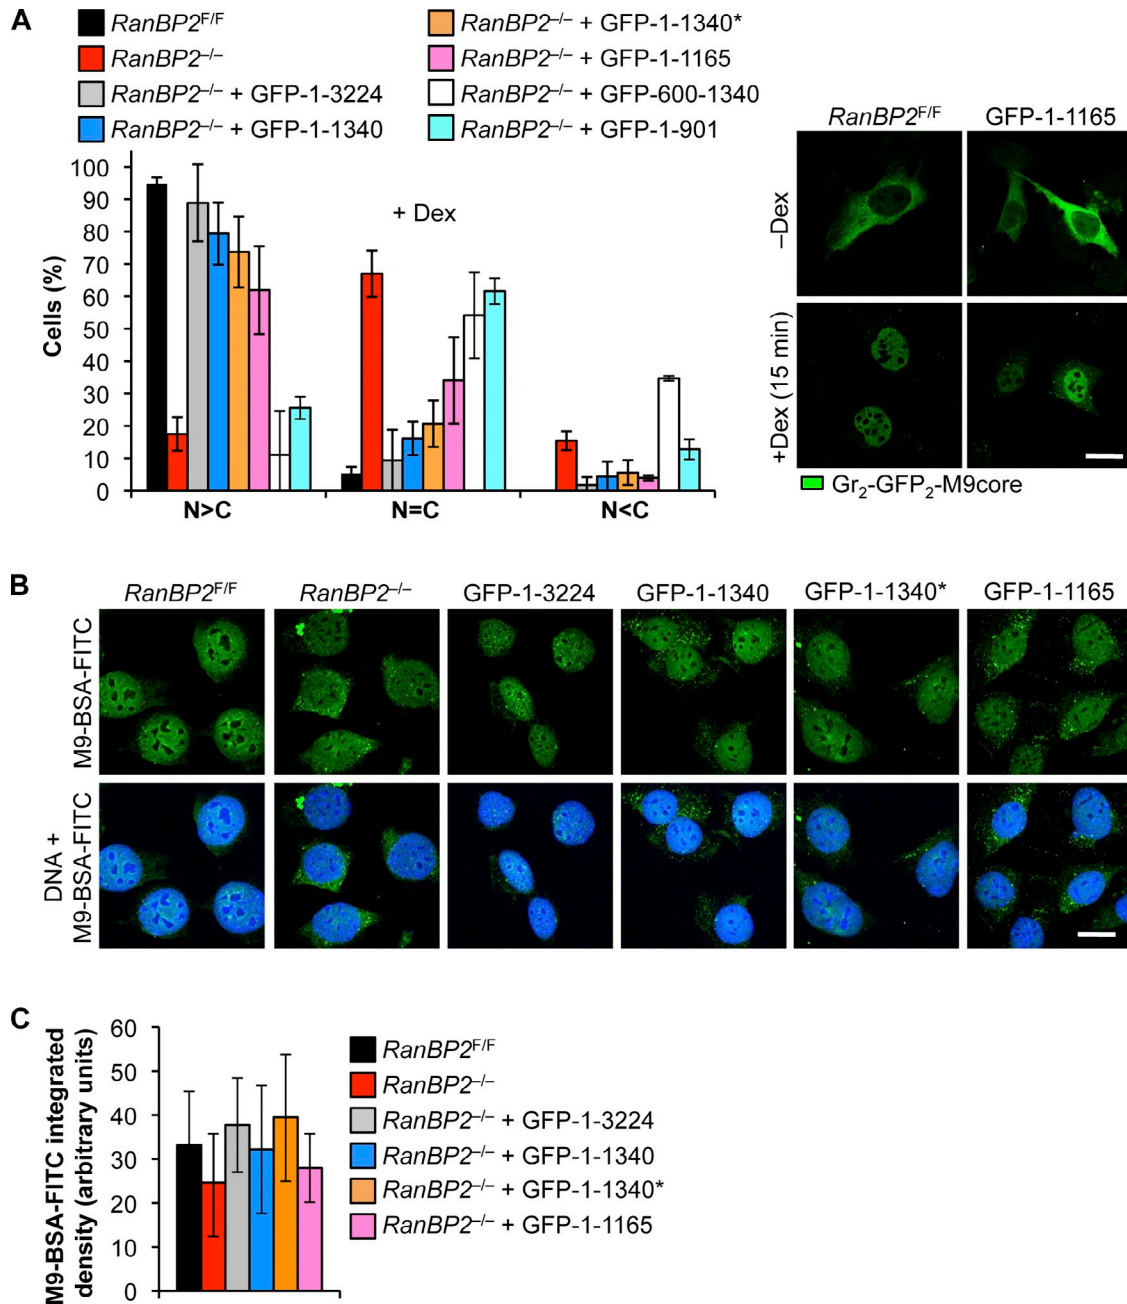 A
RanBP2F/F
RanBP2–/–
RanBP2–/– + GFP-1-3224
RanBP2–/– + GFP-1-1340
RanBP2–/– + GFP-1-1340*
RanBP2–/– + GFP-1-1165
RanBP2–/– + GFP-600-1340
RanBP2–/– + GFP-1-901
Cells (%)
100
90
80
70
60
50
40
30
20
10
0
+ Dex
N>C
N=C
N<C
RanBP2F/F
GFP-1-1165
–Dex
+Dex (15 min)
Gr2-GFP2-M9core
B
RanBP2F/F
RanBP2–/–
GFP-1-3224
GFP-1-1340
GFP-1-1340*
GFP-1-1165
M9-BSA-FITC
DNA +
M9-BSA-FITC
C
M9-BSA-FITC integrated
density (arbitrary units)
60
50
40
30
20
10
0
RanBP2F/F
RanBP2–/–
RanBP2–/– + GFP-1-3224
RanBP2–/– + GFP-1-1340
RanBP2–/– + GFP-1-1340*
RanBP2–/– + GFP-1-1165